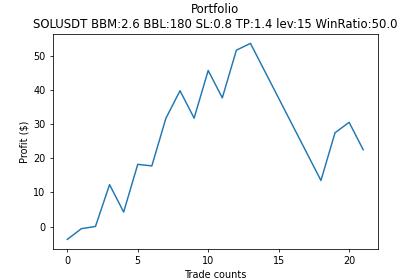 Portfolio
SOLUSDT BBM:2.6 BBL:180 SL:0.8 TP:1.4 lev:15 WinRatio:50.0
50
40
30
20
10
0
Profit ($)
0 5 10 15 20
Trade counts